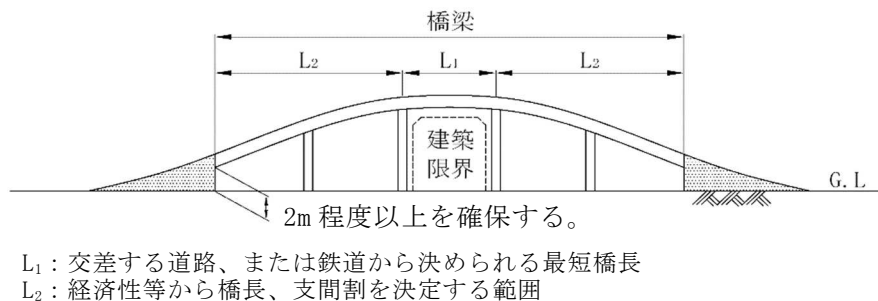 橋梁
L₂ L₁ L₂
建築
限界
G.L
2m 程度以上を確保する。
L₁：交差する道路、または鉄道から決められる最短橋長
L₂：経済性等から橋長、支間割を決定する範囲